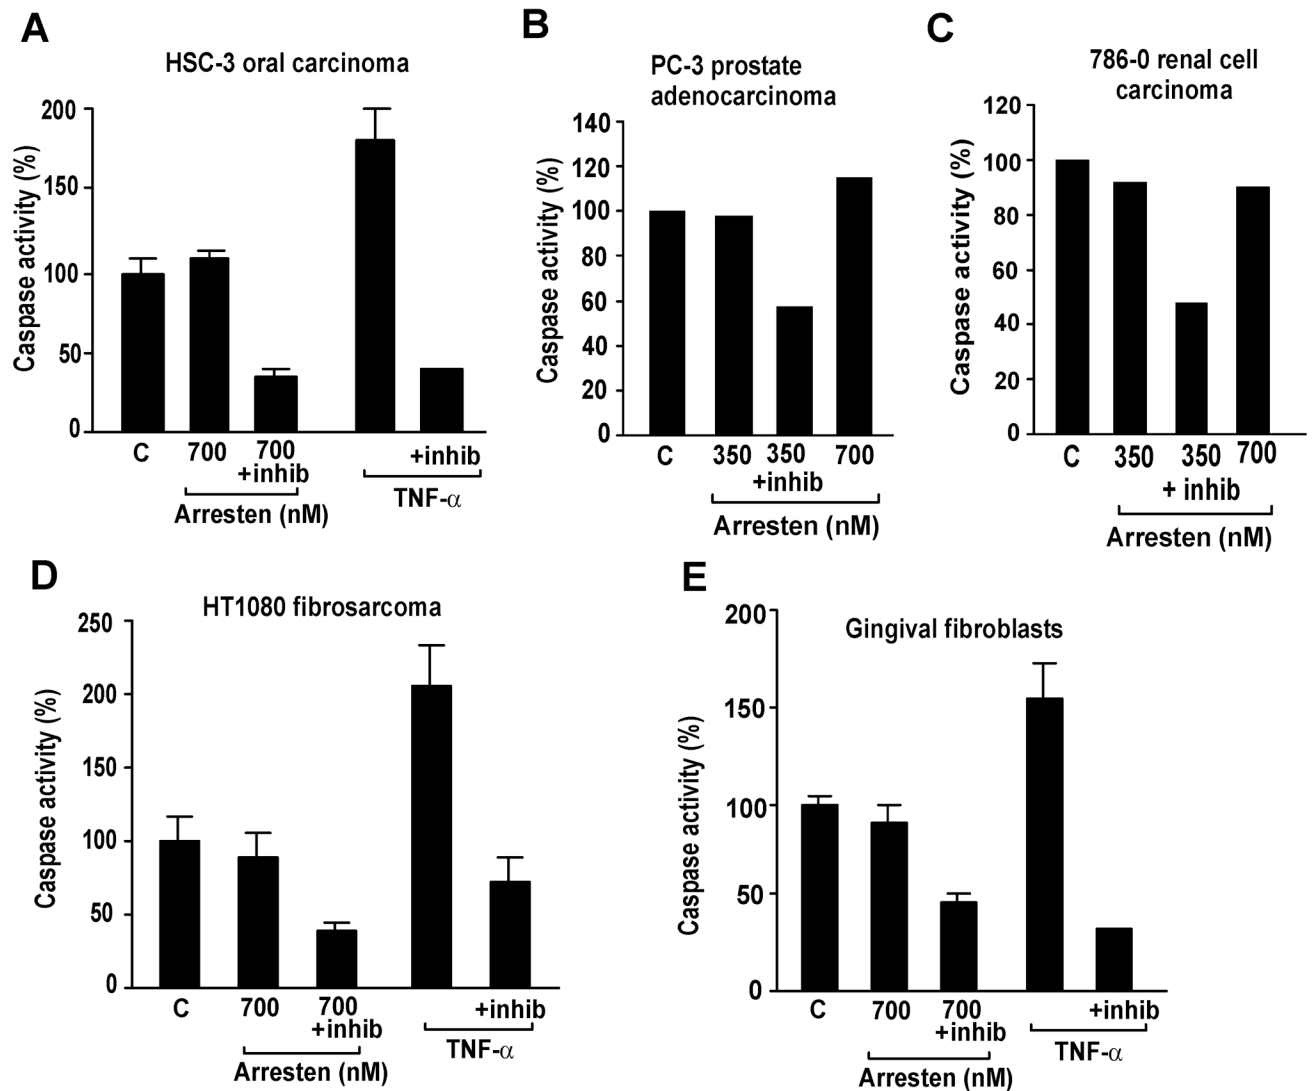 A
HSC-3 oral carcinoma
Caspase activity (%)
200
150
100
50
0
C
700
700
+inhib
+inhib
Arresten (nM)
TNF-α
B
PC-3 prostate
adenocarcinoma
Caspase activity (%)
140
120
100
80
60
40
20
0
C
350
350
700
+inhib
Arresten (nM)
C
786-0 renal cell
carcinoma
Caspase activity (%)
120
100
80
60
40
20
0
C
350
350
700
+ inhib
Arresten (nM)
D
HT1080 fibrosarcoma
Caspase activity (%)
250
200
150
100
50
0
C
700
700
+inhib
+inhib
Arresten (nM)
TNF-α
E
Gingival fibroblasts
Caspase activity (%)
200
150
100
50
0
C
700
700
+inhib
+inhib
Arresten (nM)
TNF-α